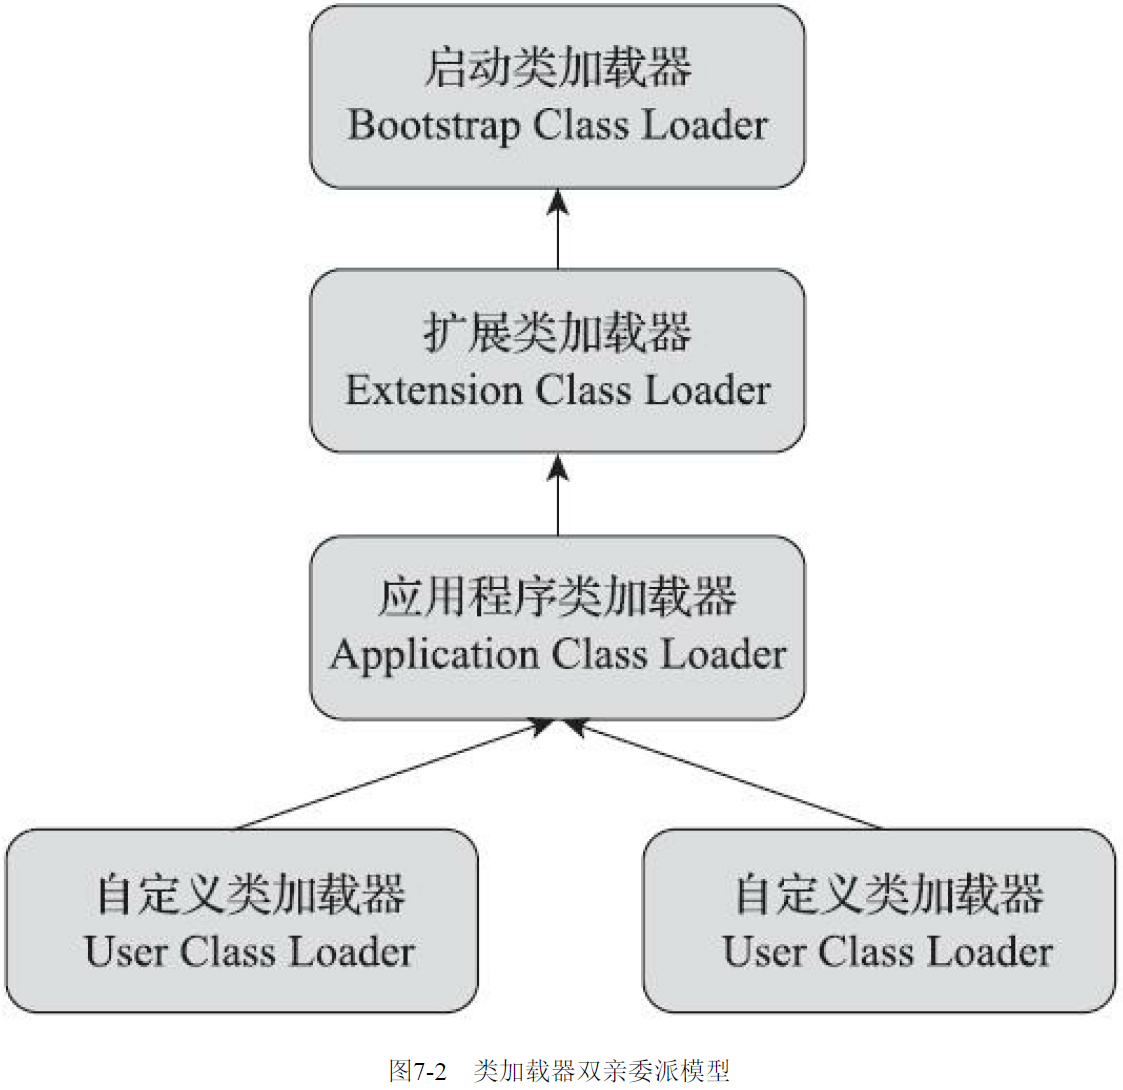 启动类加载器
Bootstrap Class Loader
扩展类加载器
Extension Class Loader
应用程序类加载器
Application Class Loader
自定义类加载器
User Class Loader
自定义类加载器
User Class Loader
图7-2 类加载器双亲委派模型